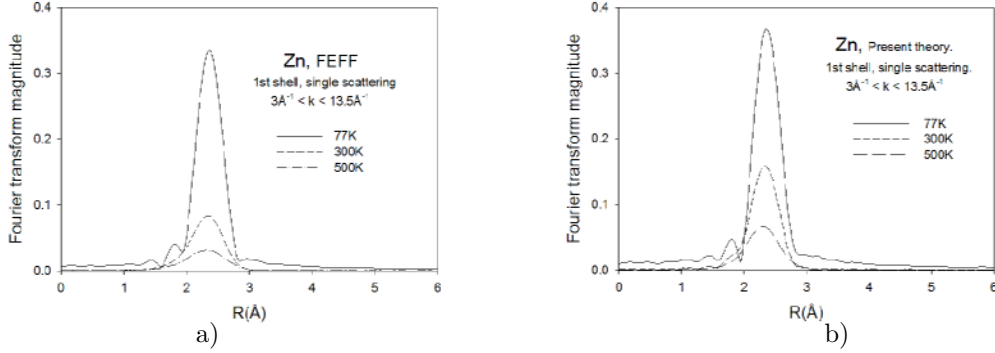 Fourier transform magnitude
0.4
0.3
0.2
0.1
0.0
Zn, FEFF
1st shell, single scattering
3Å⁻¹ < k < 13.5Å⁻¹
77K
300K
500K
0 1 2 3 4 5 6
R(Å)
a)
Fourier transform magnitude
0.4
0.3
0.2
0.1
0.0
Zn, Present theory.
1st shell, single scattering.
3Å⁻¹ < k < 13.5Å⁻¹
77K
300K
500K
0 1 2 3 4 5 6
R(Å)
b)